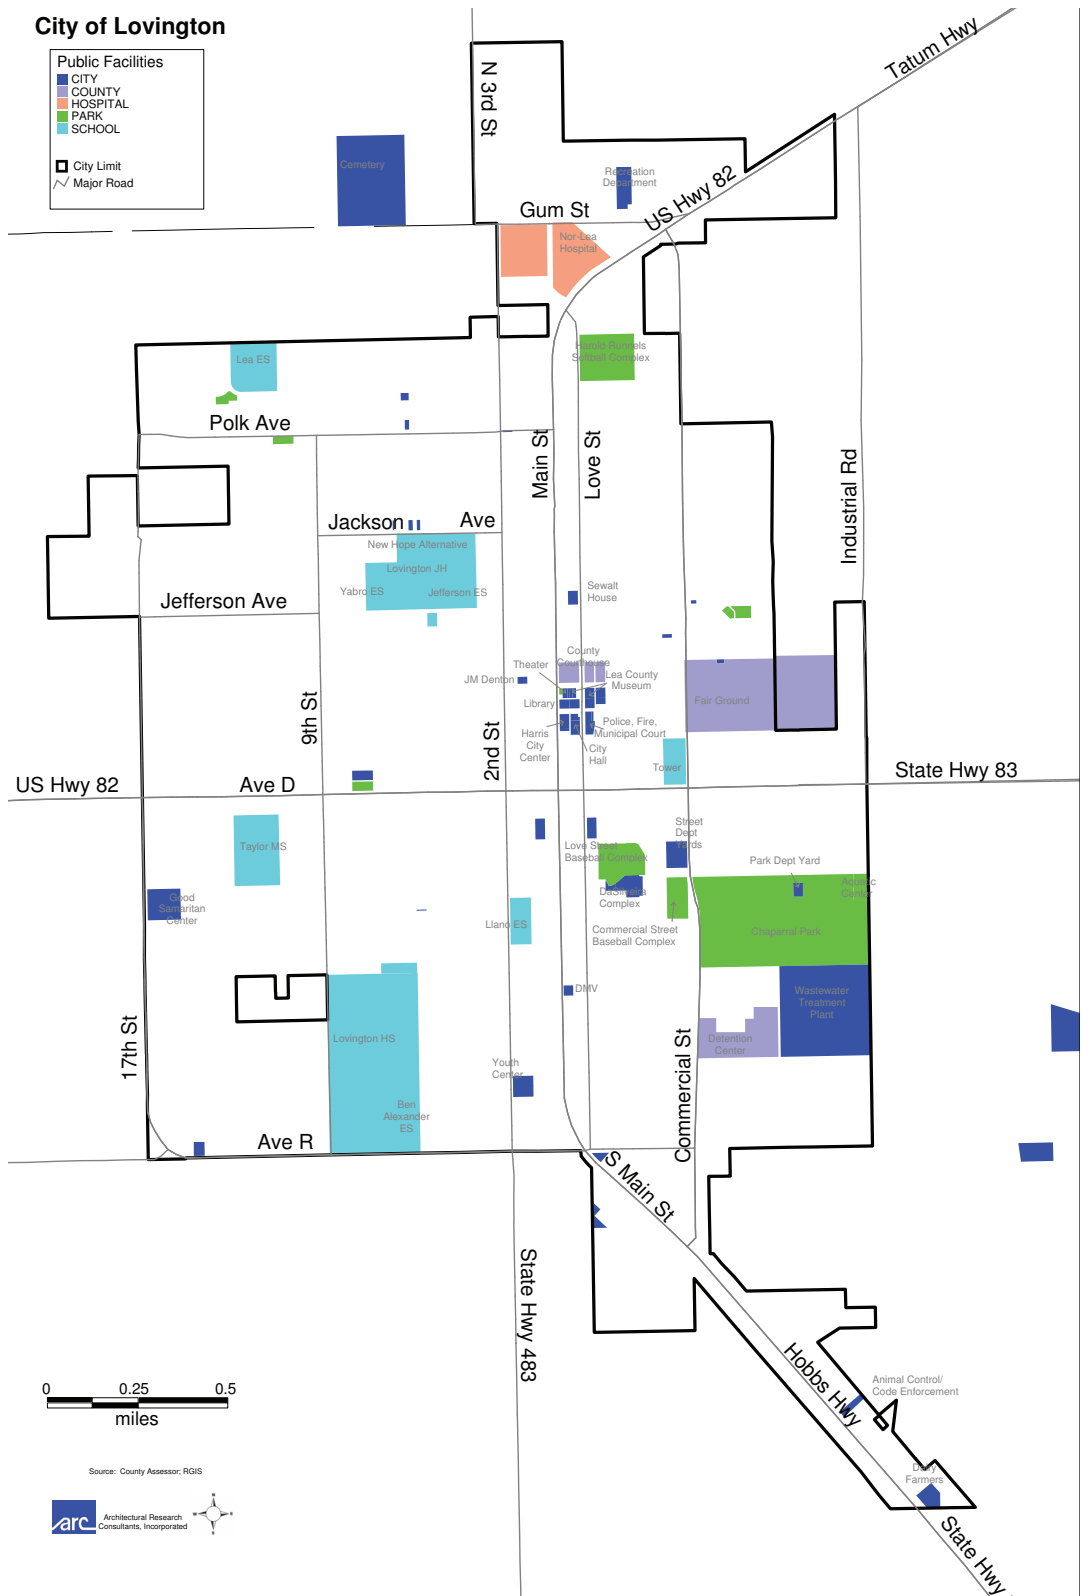 City of Lovington
Public Facilities
CITY
COUNTY
HOSPITAL
PARK
SCHOOL
City Limit
Major Road
Tatum Hwy
N 3rd St
Cemetery
Recreation
Department
US Hwy 82
Gum St
Nor-Lea
Hospital
Harold Runnels
Softball Complex
Lea ES
Polk Ave
Main St
Love St
Industrial Rd
Jackson
Ave
New Hope Alternative
Lovington JH
Yabro ES
Jefferson ES
Sewalt
House
Jefferson Ave
County
Courthouse
Theater
Lea County
Museum
JM Denton
Library
Fair Ground
Harris
City
Center
Police, Fire,
Municipal Court
City
Hall
9th St
2nd St
Tower
US Hwy 82
Ave D
State Hwy 83
Street
Dept
Yards
Taylor MS
Love Street
Baseball Complex
Park Dept Yard
Aquatic
Center
Good
Samaritan
Center
DaSilveira
Complex
Llano ES
Commercial Street
Baseball Complex
Chaparral Park
DMV
Wastewater
Treatment
Plant
17th St
Lovington HS
Detention
Center
Commercial St
Youth
Center
Ben
Alexander
ES
Ave R
S Main St
State Hwy 483
Hobbs Hwy
Animal Control/
Code Enforcement
0 0.25 0.5
miles
Dairy
Farmers
Source: County Assessor; RGIS
arc
Architectural Research
Consultants, Incorporated
N
W
E
S
State Hwy